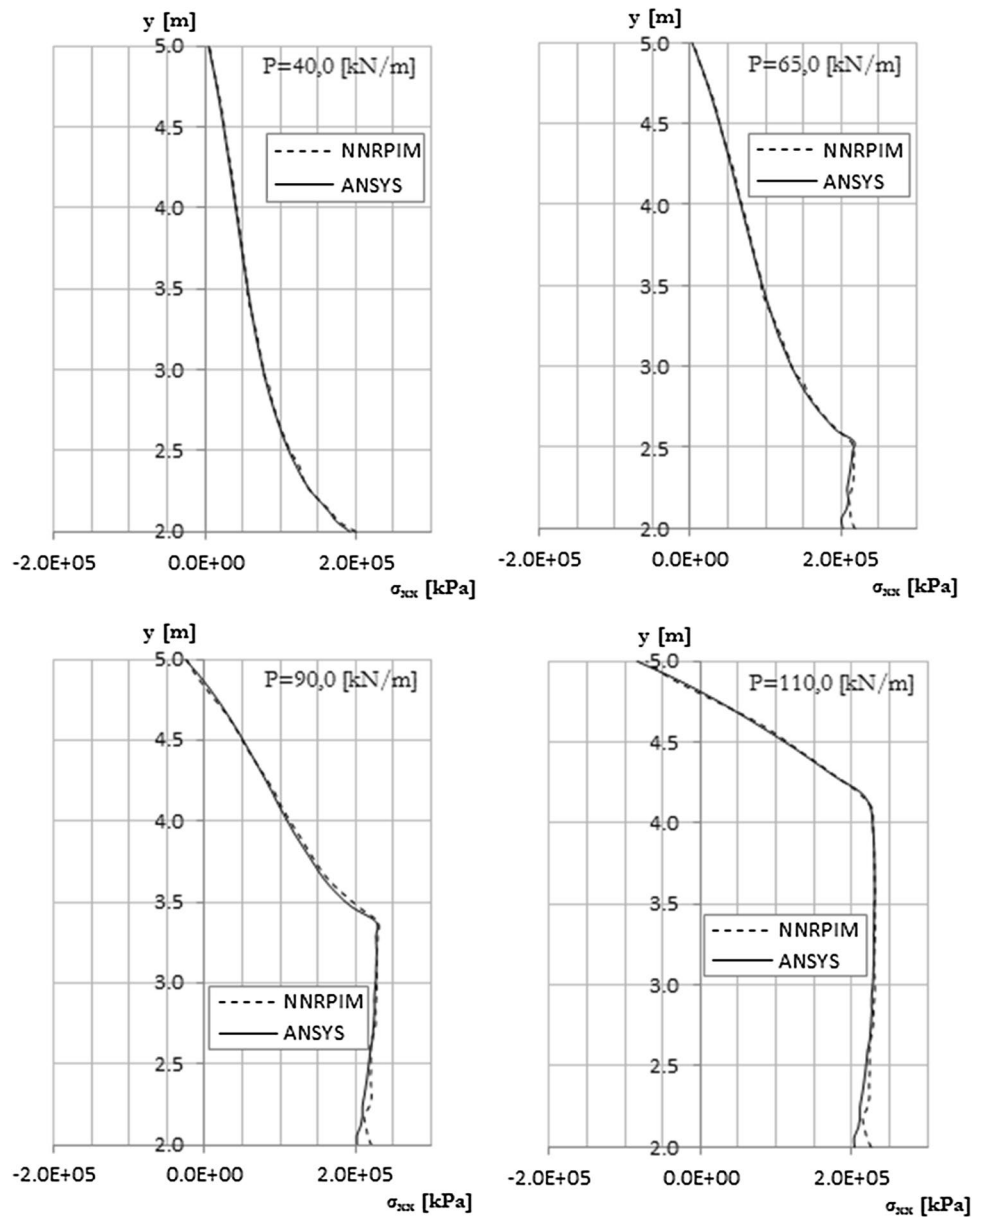 y [m]
5.0
P=40,0 [kN/m]
4.5
NNRPIM
ANSYS
4.0
3.5
3.0
2.5
2.0
-2.0E+05 0.0E+00 2.0E+05
σxx [kPa]
y [m]
5.0
P=65,0 [kN/m]
4.5
NNRPIM
ANSYS
4.0
3.5
3.0
2.5
2.0
-2.0E+05 0.0E+00 2.0E+05
σxx [kPa]
y [m]
5.0
P=90,0 [kN/m]
4.5
4.0
3.5
3.0
NNRPIM
ANSYS
2.5
2.0
-2.0E+05 0.0E+00 2.0E+05
σxx [kPa]
y [m]
5.0
P=110,0 [kN/m]
4.5
4.0
3.5
NNRPIM
ANSYS
3.0
2.5
2.0
-2.0E+05 0.0E+00 2.0E+05
σxx [kPa]